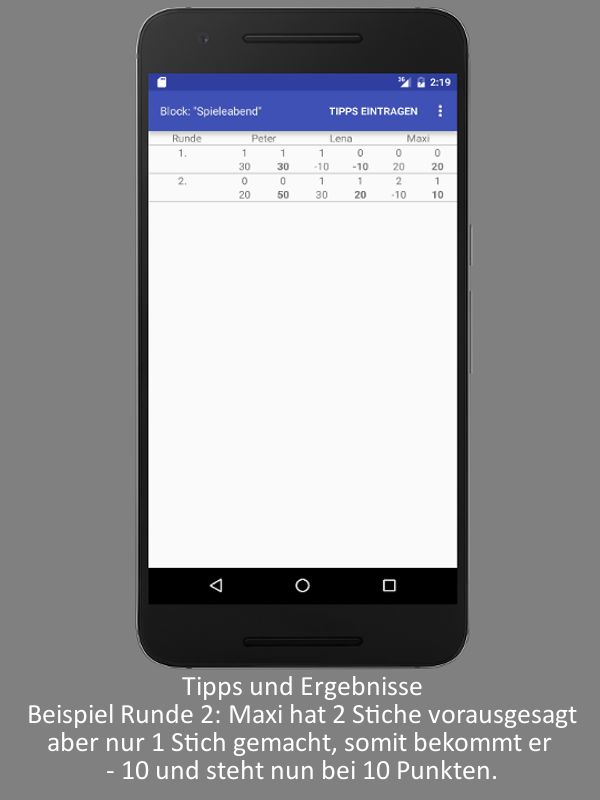 36 2:19
Block: "Spieleabend" TIPPS EINTRAGEN
Runde Peter Lena Maxi
1. 1 1 1 0 0 0
30 30 -10 -10 20 20
2. 0 0 1 1 2 1
20 50 30 20 -10 10
Tipps und Ergebnisse
Beispiel Runde 2: Maxi hat 2 Stiche vorausgesagt
aber nur 1 Stich gemacht, somit bekommt er
- 10 und steht nun bei 10 Punkten.